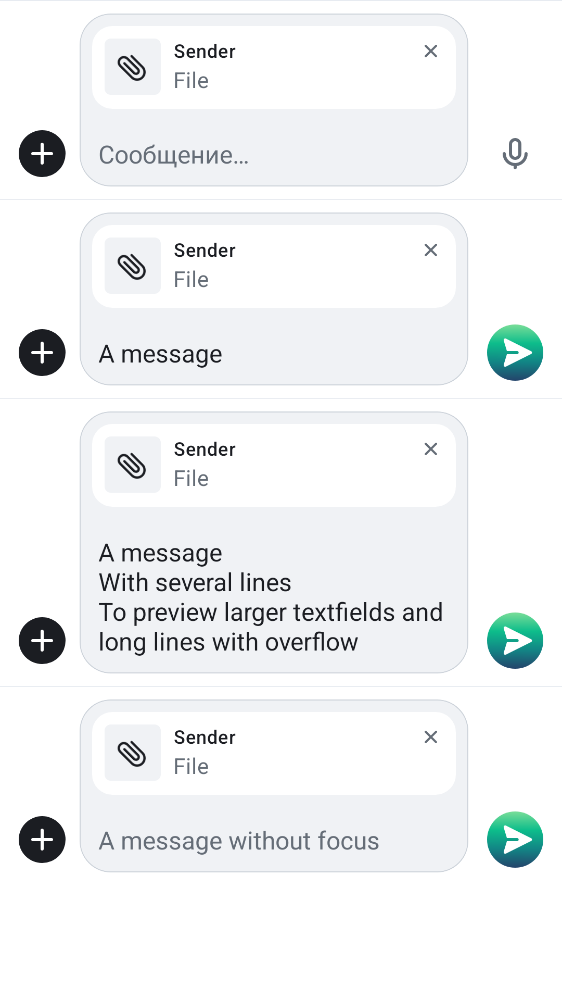 Sender
File
Сообщение…
Sender
File
A message
Sender
File
A message
With several lines
To preview larger textfields and
long lines with overflow
Sender
File
A message without focus